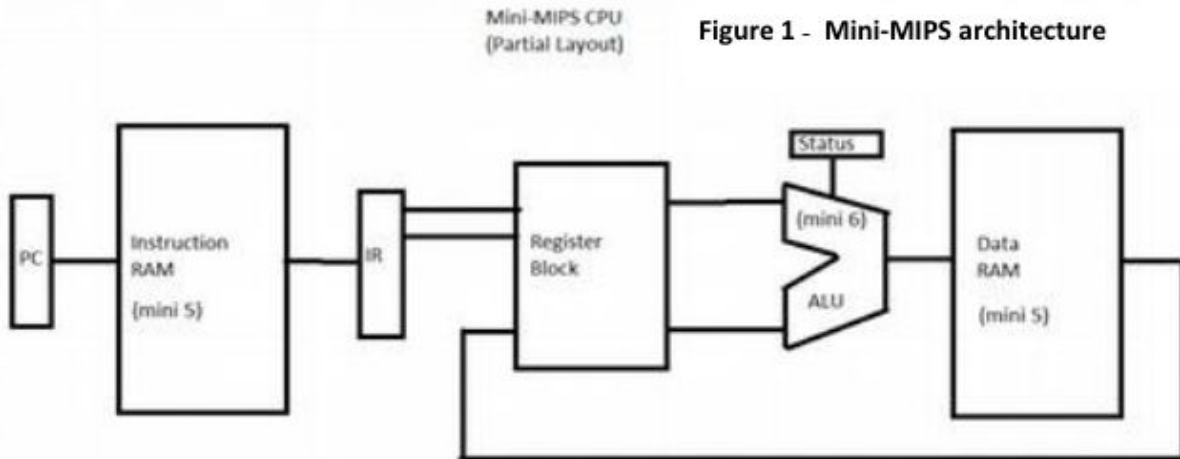 Mini-MIPS CPU
(Partial Layout)
Figure 1 - Mini-MIPS architecture
PC
Instruction
RAM
(mini 5)
IR
Register
Block
Status
(mini 6)
ALU
Data
RAM
(mini 5)